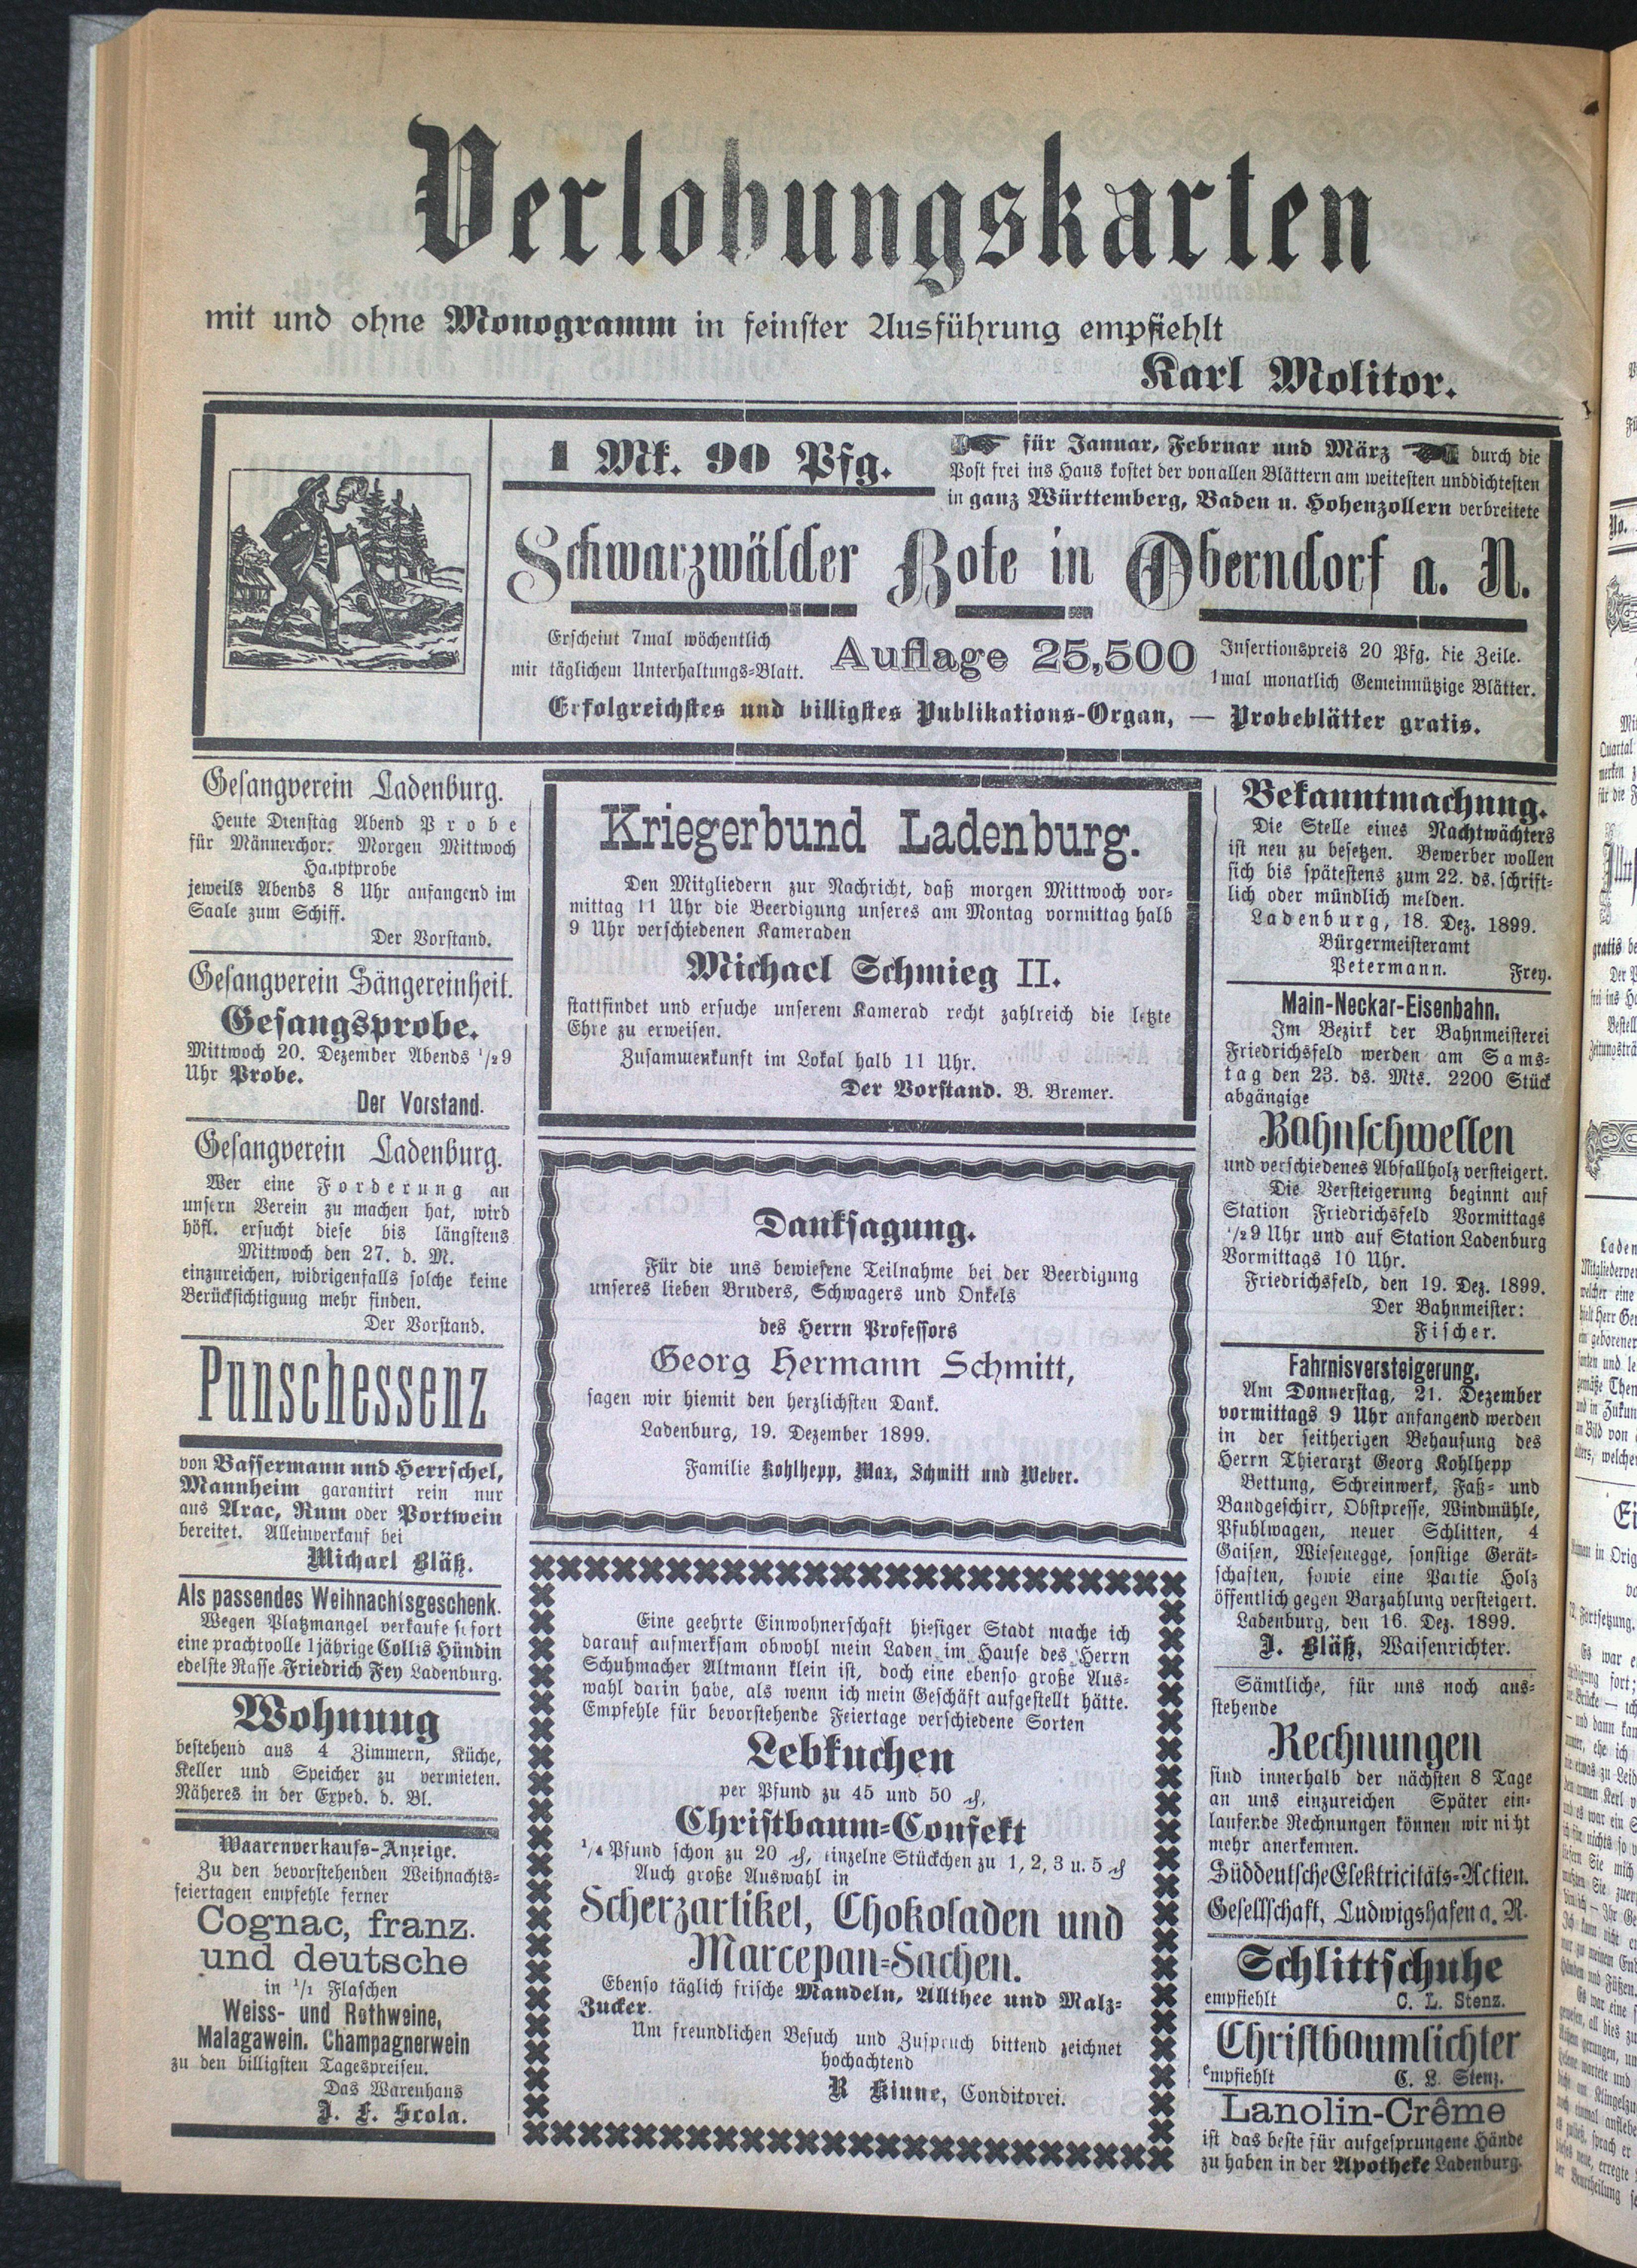 Verlobungskarten
mit und ohne Monogramm in feinster Ausführung empfiehlt
Karl Molitor.
1 Mk. 90 Pfg.
für Januar, Februar und März durch die
Post frei ins Haus kostet der von allen Blättern am weitesten und dichtesten
in ganz Württemberg, Baden u. Hohenzollern verbreitete
Schwarzwälder Bote in Oberndorf a. N.
Erscheint 7mal wöchentlich
mit täglichem Unterhaltungs-Blatt.
Auflage 25,500
Insertionspreis 20 Pfg. die Zeile.
1mal monatlich Gemeinnützige Blätter.
Erfolgreichstes und billigstes Publikations-Organ, — Probeblätter gratis.
Gesangverein Ladenburg.
Heute Dienstag Abend Probe
für Männerchor. Morgen Mittwoch
Hauptprobe
jeweils Abends 8 Uhr anfangend im
Saale zum Schiff.
Der Vorstand.
Gesangverein Sängereinheit.
Gesangsprobe.
Mittwoch 20. Dezember Abends 1/2 9
Uhr Probe.
Der Vorstand.
Gesangverein Ladenburg.
Wer eine Forderung an
unsern Verein zu machen hat, wird
höfl. ersucht diese bis längstens
Mittwoch den 27. d. M.
einzureichen, widrigenfalls solche keine
Berücksichtigung mehr finden.
Der Vorstand.
Punschessenz
von Bassermann und Herrschel,
Mannheim garantirt rein nur
aus Arac, Rum oder Portwein
bereitet. Alleinverkauf bei
Michael Bläß.
Als passendes Weihnachtsgeschenk.
Wegen Platzmangel verkaufe sofort
eine prachtvolle 1jährige Collis Hündin
edelste Rasse Friedrich Fey Ladenburg.
Wohnung
bestehend aus 4 Zimmern, Küche,
Keller und Speicher zu vermieten.
Näheres in der Exped. d. Bl.
Waarenverkaufs-Anzeige.
Zu den bevorstehenden Weihnachts-
feiertagen empfehle ferner
Cognac, franz.
und deutsche
in 1/1 Flaschen
Weiss- und Rothweine,
Malagawein. Champagnerwein
zu den billigsten Tagespreisen.
Das Warenhaus
J. F. Scola.
Kriegerbund Ladenburg.
Den Mitgliedern zur Nachricht, daß morgen Mittwoch vor-
mittag 11 Uhr die Beerdigung unseres am Montag vormittag halb
9 Uhr verschiedenen Kameraden
Michael Schmieg II.
stattfindet und ersuche unserem Kamerad recht zahlreich die letzte
Ehre zu erweisen.
Zusammenkunft im Lokal halb 11 Uhr.
Der Vorstand. B. Bremer.
Danksagung.
Für die uns bewiesene Teilnahme bei der Beerdigung
unseres lieben Bruders, Schwagers und Onkels
des Herrn Professors
Georg Hermann Schmitt,
sagen wir hiemit den herzlichsten Dank.
Ladenburg, 19. Dezember 1899.
Familie Kohlhepp, Max, Schmitt und Weber.
Eine geehrte Einwohnerschaft hiesiger Stadt mache ich
darauf aufmerksam obwohl mein Laden im Hause des Herrn
Schuhmacher Altmann klein ist, doch eine ebenso große Aus-
wahl darin habe, als wenn ich mein Geschäft aufgestellt hätte.
Empfehle für bevorstehende Feiertage verschiedene Sorten
Lebkuchen
per Pfund zu 45 und 50 ₰,
Christbaum-Confekt
1/4 Pfund schon zu 20 ₰, einzelne Stückchen zu 1, 2, 3 u. 5 ₰
Auch große Auswahl in
Scherzartikel, Chokoladen und
Marcepan-Sachen.
Ebenso täglich frische Mandeln, Allthee und Malz-
Zucker.
Um freundlichen Besuch und Zuspruch bittend zeichnet
hochachtend
R Kinne, Conditorei.
Bekanntmachung.
Die Stelle eines Nachtwächters
ist neu zu besetzen. Bewerber wollen
sich bis spätestens zum 22. ds. schrift-
lich oder mündlich melden.
Ladenburg, 18. Dez. 1899.
Bürgermeisteramt
Petermann. Frey.
Main-Neckar-Eisenbahn.
Im Bezirk der Bahnmeisterei
Friedrichsfeld werden am Sams-
tag den 23. ds. Mts. 2200 Stück
abgängige
Bahnschwellen
und verschiedenes Abfallholz versteigert.
Die Versteigerung beginnt auf
Station Friedrichsfeld Vormittags
1/2 9 Uhr und auf Station Ladenburg
Vormittags 10 Uhr.
Friedrichsfeld, den 19. Dez. 1899.
Der Bahnmeister:
Fischer.
Fahrnisversteigerung.
Am Donnerstag, 21. Dezember
vormittags 9 Uhr anfangend werden
in der seitherigen Behausung des
Herrn Thierarzt Georg Kohlhepp
Bettung, Schreinwerk, Faß- und
Bandgeschirr, Obstpresse, Windmühle,
Pfuhlwagen, neuer Schlitten, 4
Gaisen, Wiesenegge, sonstige Gerät-
schaften, sowie eine Partie Holz
öffentlich gegen Barzahlung versteigert.
Ladenburg, den 16. Dez. 1899.
J. Bläß, Waisenrichter.
Sämtliche, für uns noch aus-
stehende
Rechnungen
sind innerhalb der nächsten 8 Tage
an uns einzureichen Später ein-
laufende Rechnungen können wir nicht
mehr anerkennen.
Süddeutsche Elektricitäts-Actien.
Gesellschaft, Ludwigshafen a. R.
Schlittschuhe
empfiehlt C. L. Stenz.
Christbaumlichter
empfiehlt C. L. Stenz.
Lanolin-Crême
ist das beste für aufgesprungene Hände
zu haben in der Apotheke Ladenburg.